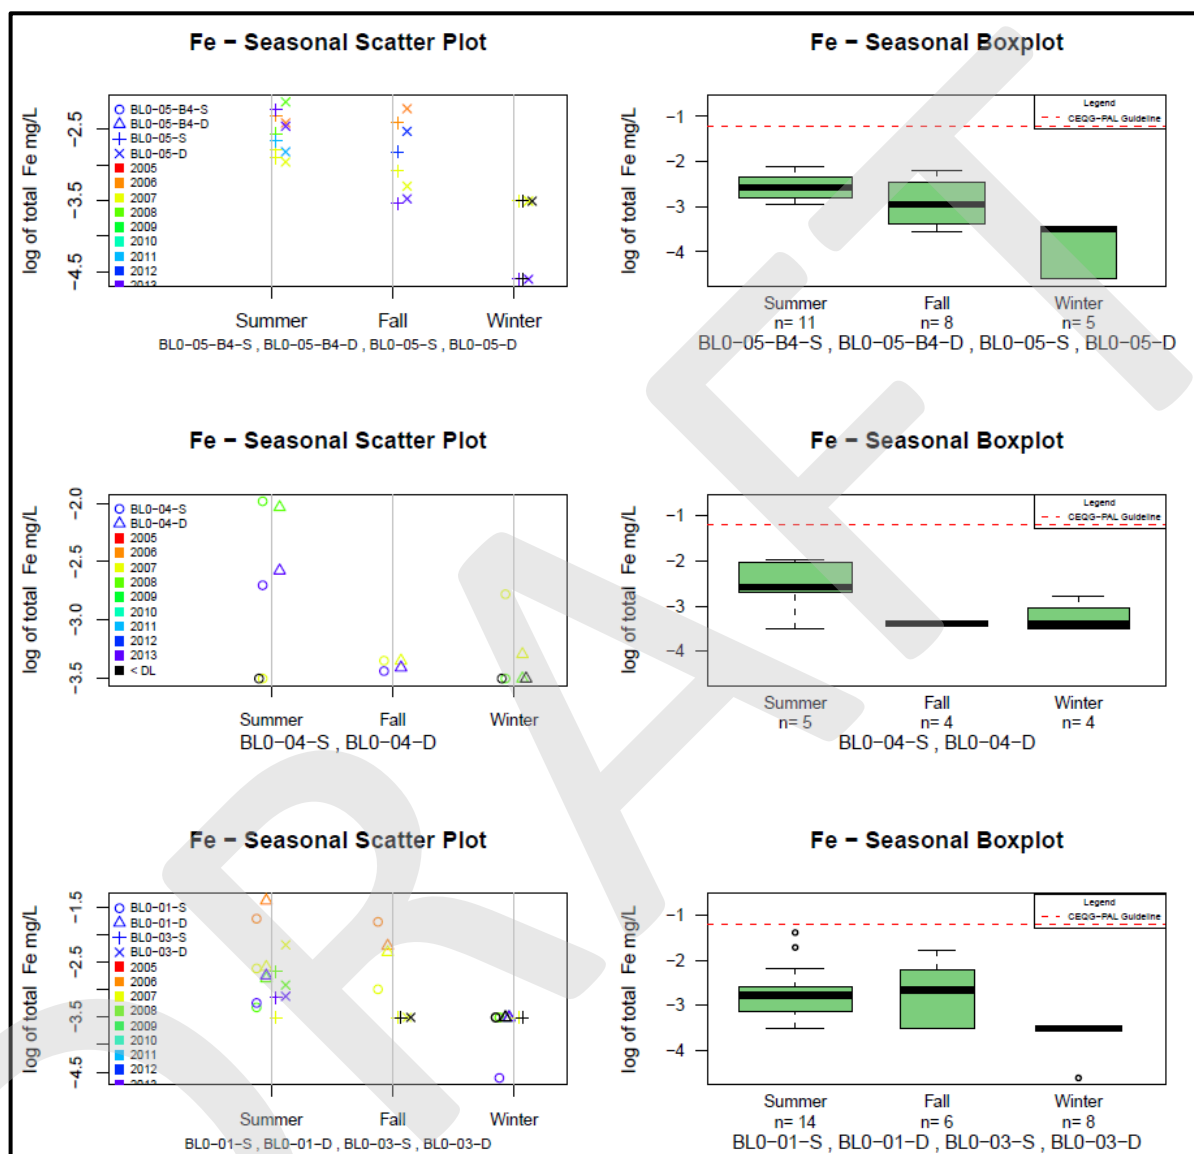 Fe − Seasonal Scatter Plot
log of total Fe mg/L
−2.5
−3.5
−4.5
BL0−05−B4−S
BL0−05−B4−D
BL0−05−S
BL0−05−D
2005
2006
2007
2008
2009
2010
2011
2012
2013
Summer Fall Winter
BL0−05−B4−S , BL0−05−B4−D , BL0−05−S , BL0−05−D
Fe − Seasonal Boxplot
log of total Fe mg/L
−1
−2
−3
−4
Legend
CEQG−PAL Guideline
Summer Fall Winter
n= 11 n= 8 n= 5
BL0−05−B4−S , BL0−05−B4−D , BL0−05−S , BL0−05−D
Fe − Seasonal Scatter Plot
log of total Fe mg/L
−2.0
−2.5
−3.0
−3.5
BL0−04−S
BL0−04−D
2005
2006
2007
2008
2009
2010
2011
2012
2013
< DL
Summer Fall Winter
BL0−04−S , BL0−04−D
Fe − Seasonal Boxplot
log of total Fe mg/L
−1
−2
−3
−4
Legend
CEQG−PAL Guideline
Summer Fall Winter
n= 5 n= 4 n= 4
BL0−04−S , BL0−04−D
Fe − Seasonal Scatter Plot
log of total Fe mg/L
−1.5
−2.5
−3.5
−4.5
BL0−01−S
BL0−01−D
BL0−03−S
BL0−03−D
2005
2006
2007
2008
2009
2010
2011
2012
2013
Summer Fall Winter
BL0−01−S , BL0−01−D , BL0−03−S , BL0−03−D
Fe − Seasonal Boxplot
log of total Fe mg/L
−1
−2
−3
−4
Legend
CEQG−PAL Guideline
Summer Fall Winter
n= 14 n= 6 n= 8
BL0−01−S , BL0−01−D , BL0−03−S , BL0−03−D
DRAFT